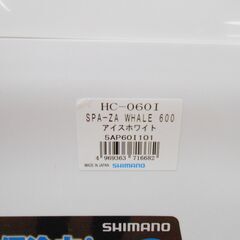 HC-060I
SPA-ZA WHALE 600
アイスホワイト
5AP60I101
4 969363 716682
MADE IN JAPAN SHIMANO
SHIMANO